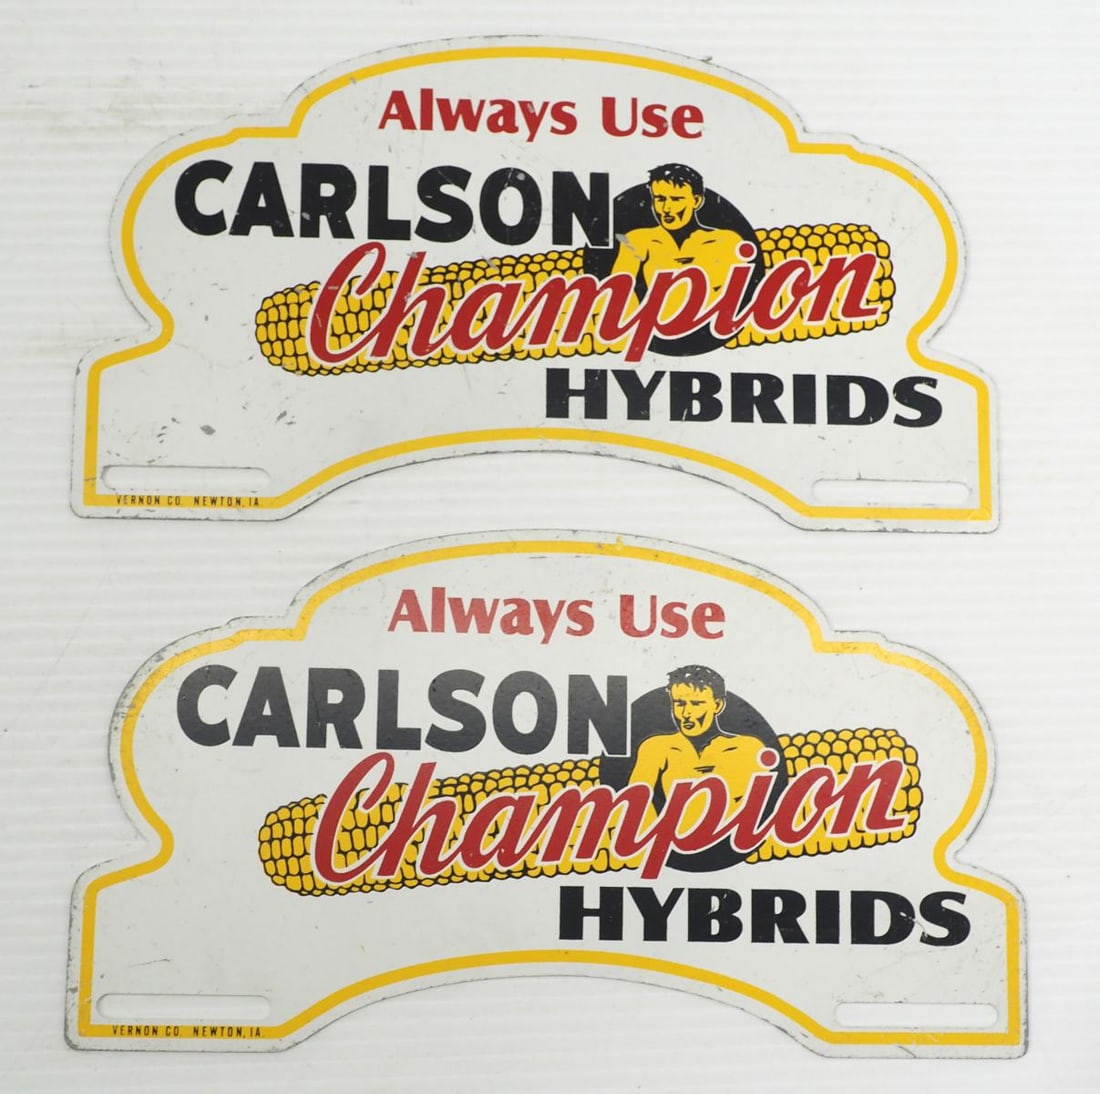 Always Use
CARLSON
Champion
HYBRIDS
VERNON CO. NEWTON, IA.
Always Use
CARLSON
Champion
HYBRIDS
VERNON CO. NEWTON, IA.